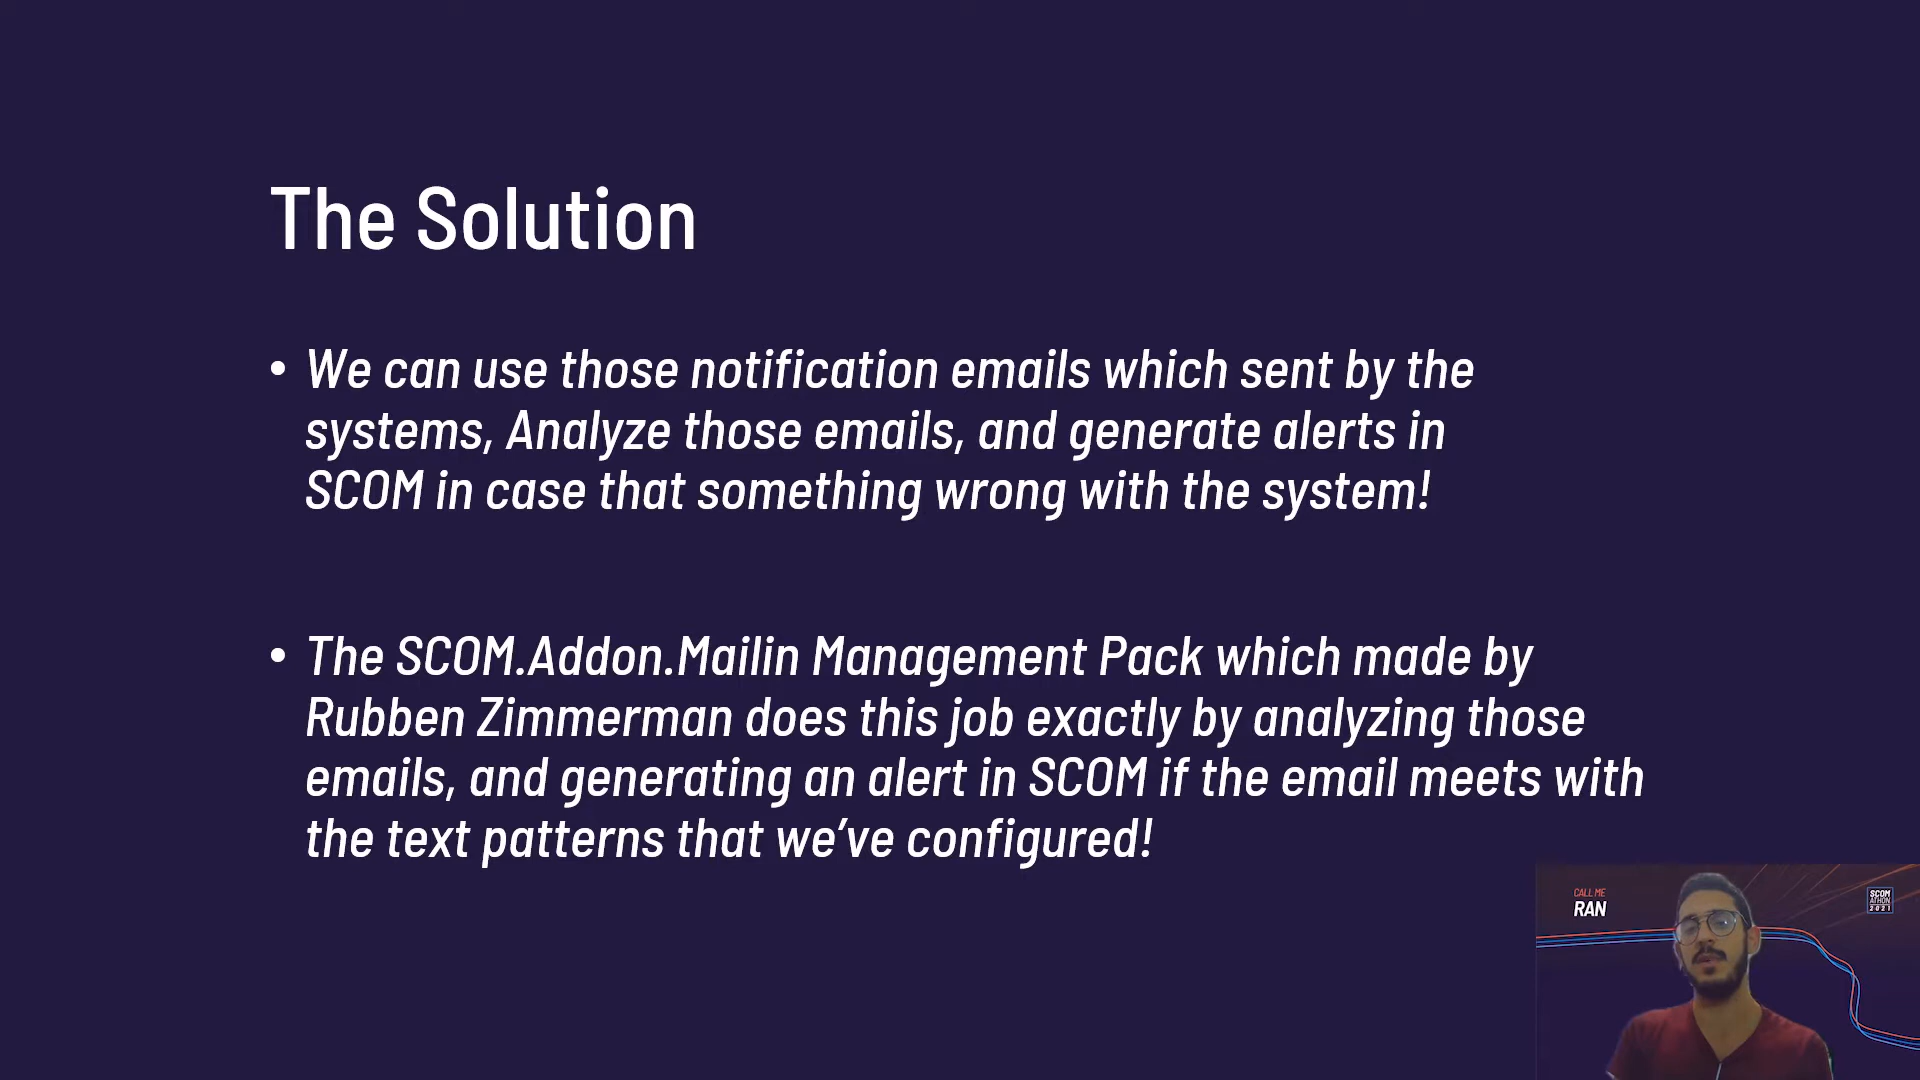 The Solution
• We can use those notification emails which sent by the
systems, Analyze those emails, and generate alerts in
SCOM in case that something wrong with the system!
• The SCOM.Addon.Mailin Management Pack which made by
Rubben Zimmerman does this job exactly by analyzing those
emails, and generating an alert in SCOM if the email meets with
the text patterns that we’ve configured!
CALL ME
RAN
SCOM
ATHON
2021